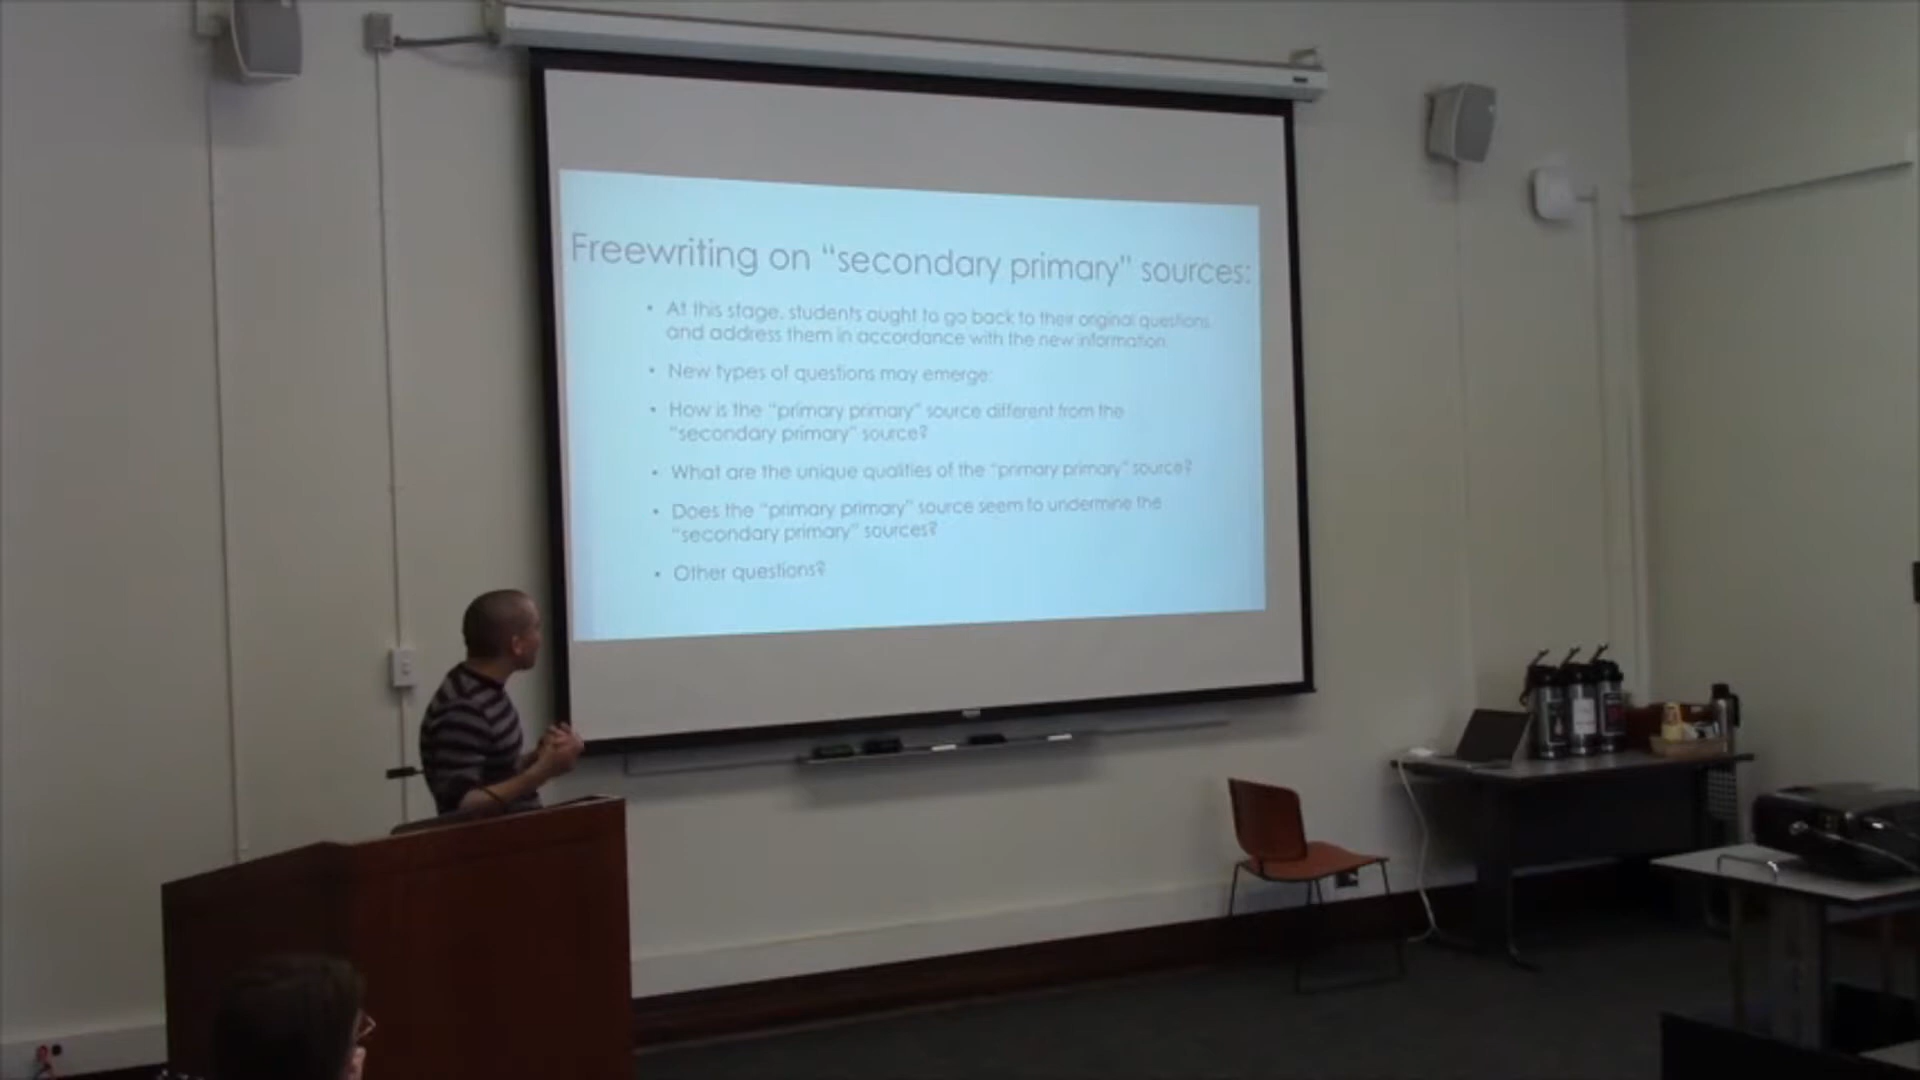 Freewriting on “secondary primary” sources:
• At this stage, students ought to go back to their original questions
and address them in accordance with the new information.
• New types of questions may emerge:
• How is the “primary primary” source different from the
“secondary primary” source?
• What are the unique qualities of the “primary primary” source?
• Does the “primary primary” source seem to undermine the
“secondary primary” sources?
• Other questions?